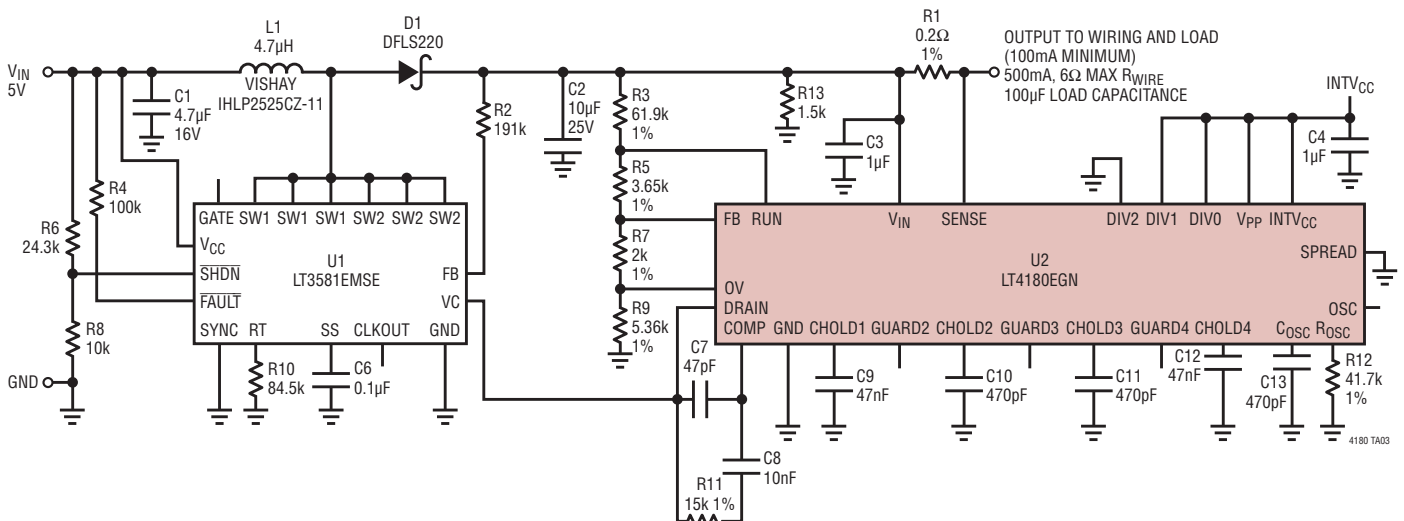 L1
4.7µH
VISHAY
IHLP2525CZ-11
D1
DFLS220
R1
0.2Ω
1%
OUTPUT TO WIRING AND LOAD
(100mA MINIMUM)
500mA, 6Ω MAX RWIRE
100µF LOAD CAPACITANCE
VIN
5V
C1
4.7µF
16V
R2
191k
C2
10µF
25V
R3
61.9k
1%
R13
1.5k
C3
1µF
INTVCC
C4
1µF
R4
100k
R5
3.65k
1%
R6
24.3k
GATE SW1 SW1 SW1 SW2 SW2 SW2
VCC
SHDN
FAULT
U1
LT3581EMSE
FB
VC
SYNC RT SS CLKOUT GND
R7
2k
1%
R9
5.36k
1%
FB RUN VIN SENSE DIV2 DIV1 DIV0 VPP INTVCC
U2
LT4180EGN
SPREAD
OV
DRAIN
OSC
COMP GND CHOLD1 GUARD2 CHOLD2 GUARD3 CHOLD3 GUARD4 CHOLD4 COSC ROSC
R8
10k
GND
R10
84.5k
C6
0.1µF
C7
47pF
C9
47nF
C10
470pF
C11
470pF
C12
47nF
C13
470pF
R12
41.7k
1%
C8
10nF
R11
15k 1%
4180 TA03